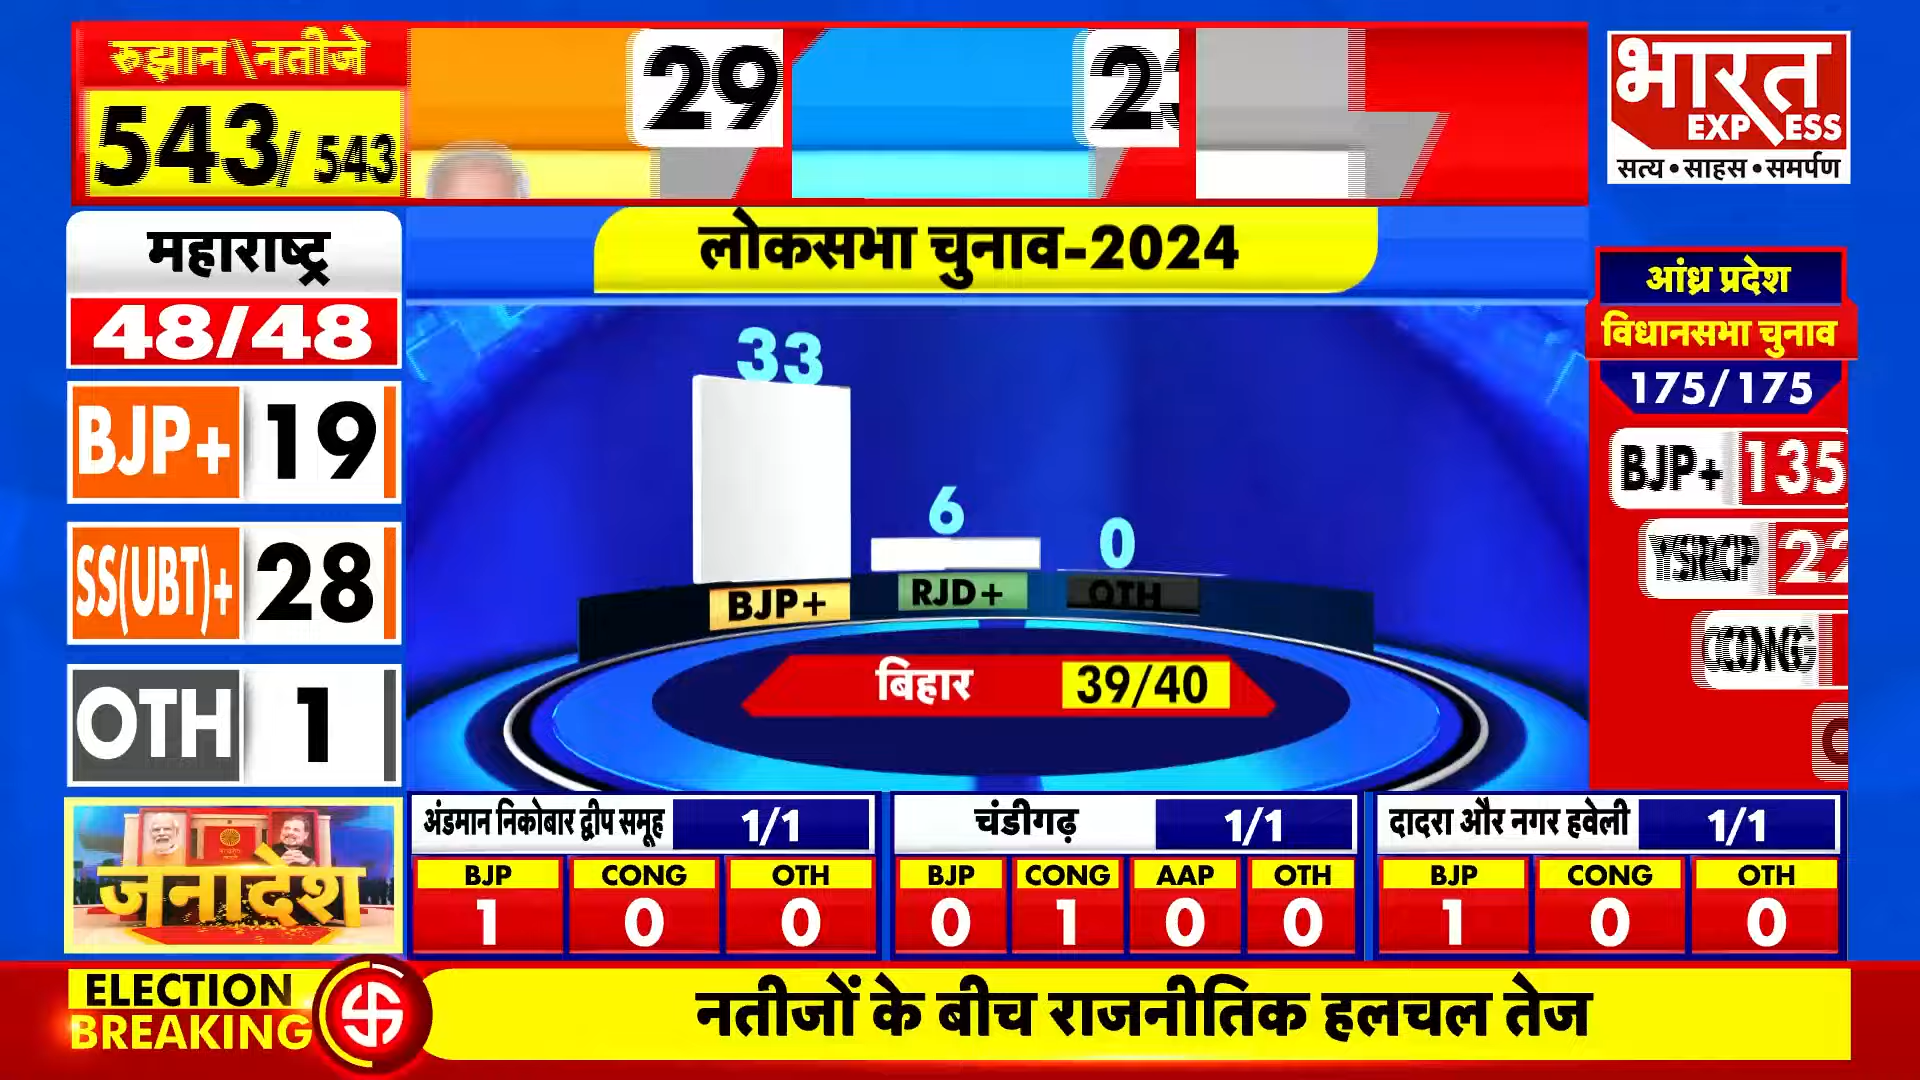 रुझान\नतीजे
543/ 543
29
भारत
EXPRESS
सत्य • साहस • समर्पण
महाराष्ट्र
48/48
BJP+ 19
SS(UBT)+ 28
OTH 1
लोकसभा चुनाव-2024
33
6
0
BJP+
RJD+
OTH
बिहार 39/40
आंध्र प्रदेश
विधानसभा चुनाव
175/175
BJP+ 135
YSRCP
CONG
जनादेश
अंडमान निकोबार द्वीप समूह 1/1
BJP CONG OTH
1 0 0
चंडीगढ़ 1/1
BJP CONG AAP OTH
0 1 0 0
दादरा और नगर हवेली 1/1
BJP CONG OTH
1 0 0
ELECTION
BREAKING
नतीजों के बीच राजनीतिक हलचल तेज